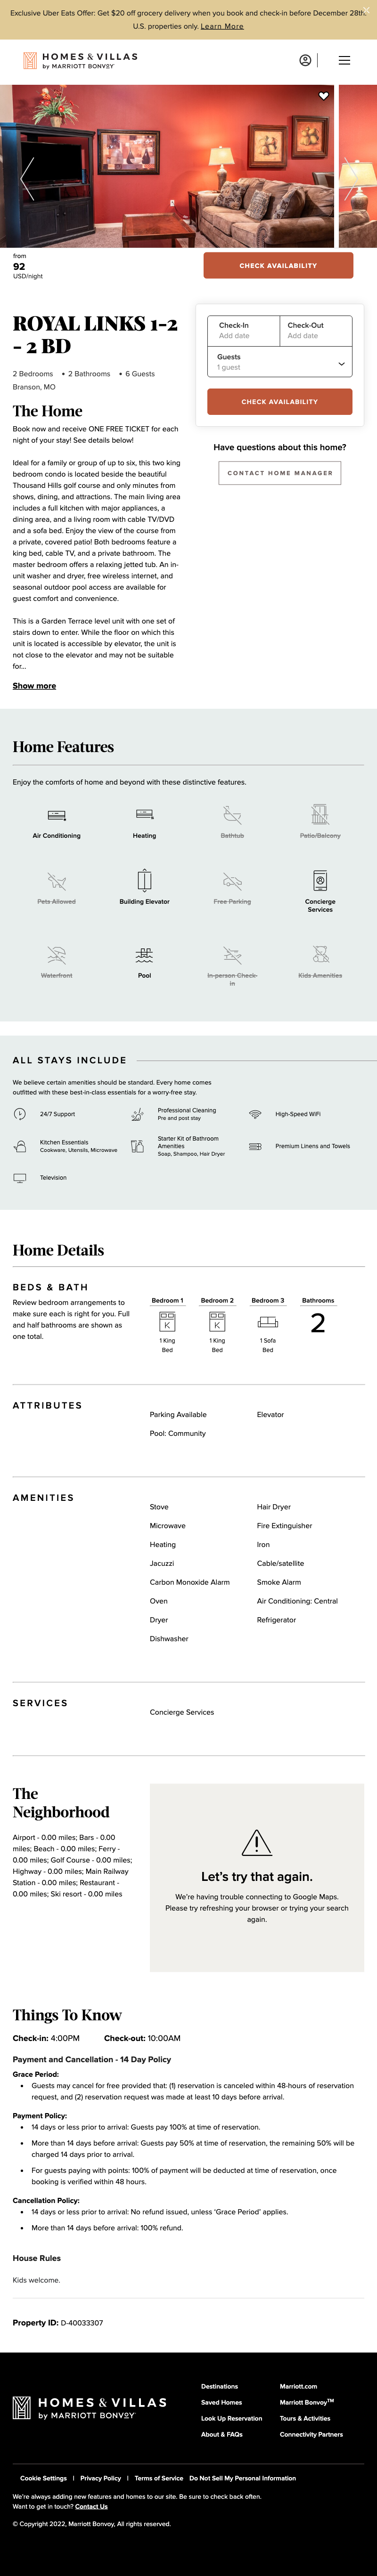 Exclusive Uber Eats Offer: Get $20 off grocery delivery when you book and check-in before December 28th.
U.S. properties only. Learn More
HOMES & VILLAS
by MARRIOTT BONVOY
from
92
USD/night
CHECK AVAILABILITY
ROYAL LINKS 1-2
- 2 BD
2 Bedrooms • 2 Bathrooms • 6 Guests
Branson, MO
Check-In
Add date
Check-Out
Add date
Guests
1 guest
CHECK AVAILABILITY
Have questions about this home?
CONTACT HOME MANAGER
The Home
Book now and receive ONE FREE TICKET for each
night of your stay! See details below!
Ideal for a family or group of up to six, this two king
bedroom condo is located beside the beautiful
Thousand Hills golf course and only minutes from
shows, dining, and attractions. The main living area
includes a full kitchen with major appliances, a
dining area, and a living room with cable TV/DVD
and a sofa bed. Enjoy the view of the course from
a private, covered patio! Both bedrooms feature a
king bed, cable TV, and a private bathroom. The
master bedroom offers a relaxing jetted tub. An in-
unit washer and dryer, free wireless internet, and
seasonal outdoor pool access are available for
guest comfort and convenience.
This is a Garden Terrace level unit with one set of
stairs down to enter. While the floor on which this
unit is located is accessible by elevator, the unit is
not close to the elevator and may not be suitable
for...
Show more
Home Features
Enjoy the comforts of home and beyond with these distinctive features.
Air Conditioning
Heating
Bathtub
Patio/Balcony
Pets Allowed
Building Elevator
Free Parking
Concierge
Services
Waterfront
Pool
In-person Check-
in
Kids Amenities
ALL STAYS INCLUDE
We believe certain amenities should be standard. Every home comes
outfitted with these best-in-class essentials for a worry-free stay.
24/7 Support
Professional Cleaning
Pre and post stay
High-Speed WiFi
Kitchen Essentials
Cookware, Utensils, Microwave
Starter Kit of Bathroom
Amenities
Soap, Shampoo, Hair Dryer
Premium Linens and Towels
Television
Home Details
BEDS & BATH
Review bedroom arrangements to
make sure each room is right for you. Full
and half bathrooms are shown as
one total.
Bedroom 1
K
1 King
Bed
Bedroom 2
K
1 King
Bed
Bedroom 3
1 Sofa
Bed
Bathrooms
2
ATTRIBUTES
Parking Available
Elevator
Pool: Community
AMENITIES
Stove
Hair Dryer
Microwave
Fire Extinguisher
Heating
Iron
Jacuzzi
Cable/satellite
Carbon Monoxide Alarm
Smoke Alarm
Oven
Air Conditioning: Central
Dryer
Refrigerator
Dishwasher
SERVICES
Concierge Services
The
Neighborhood
Airport - 0.00 miles; Bars - 0.00
miles; Beach - 0.00 miles; Ferry -
0.00 miles; Golf Course - 0.00 miles;
Highway - 0.00 miles; Main Railway
Station - 0.00 miles; Restaurant -
0.00 miles; Ski resort - 0.00 miles
Let's try that again.
We're having trouble connecting to Google Maps.
Please try refreshing your browser or trying your search
again.
Things To Know
Check-in: 4:00PM Check-out: 10:00AM
Payment and Cancellation - 14 Day Policy
Grace Period:
• Guests may cancel for free provided that: (1) reservation is canceled within 48-hours of reservation
request, and (2) reservation request was made at least 10 days before arrival.
Payment Policy:
• 14 days or less prior to arrival: Guests pay 100% at time of reservation.
• More than 14 days before arrival: Guests pay 50% at time of reservation, the remaining 50% will be
charged 14 days prior to arrival.
• For guests paying with points: 100% of payment will be deducted at time of reservation, once
booking is verified within 48 hours.
Cancellation Policy:
• 14 days or less prior to arrival: No refund issued, unless 'Grace Period' applies.
• More than 14 days before arrival: 100% refund.
House Rules
Kids welcome.
Property ID: D-40033307
HOMES & VILLAS
by MARRIOTT BONVOY
Destinations
Saved Homes
Look Up Reservation
About & FAQs
Marriott.com
Marriott Bonvoy™
Tours & Activities
Connectivity Partners
Cookie Settings | Privacy Policy | Terms of Service Do Not Sell My Personal Information
We're always adding new features and homes to our site. Be sure to check back often.
Want to get in touch? Contact Us
© Copyright 2022, Marriott Bonvoy, All rights reserved.